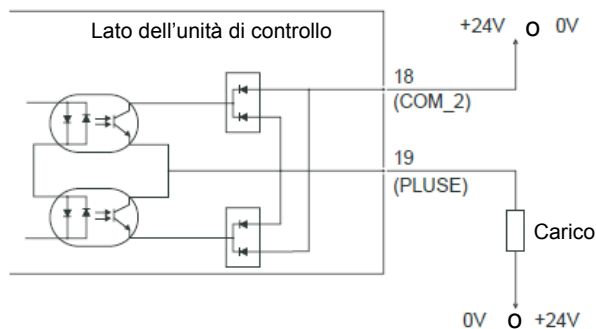 Lato dell'unità di controllo
+24V o 0V
18
(COM_2)
19
(PLUSE)
Carico
0V o +24V